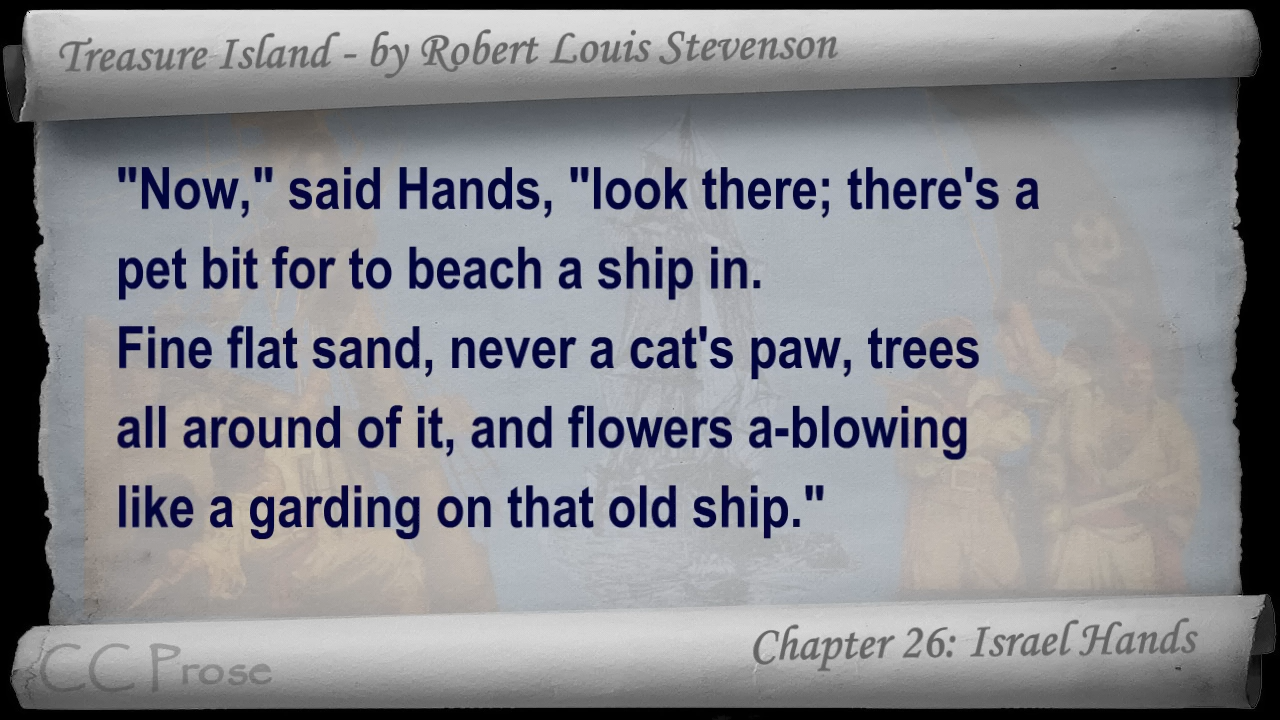 Treasure Island - by Robert Louis Stevenson
"Now," said Hands, "look there; there's a
pet bit for to beach a ship in.
Fine flat sand, never a cat's paw, trees
all around of it, and flowers a-blowing
like a garding on that old ship."
Chapter 26: Israel Hands
CC Prose